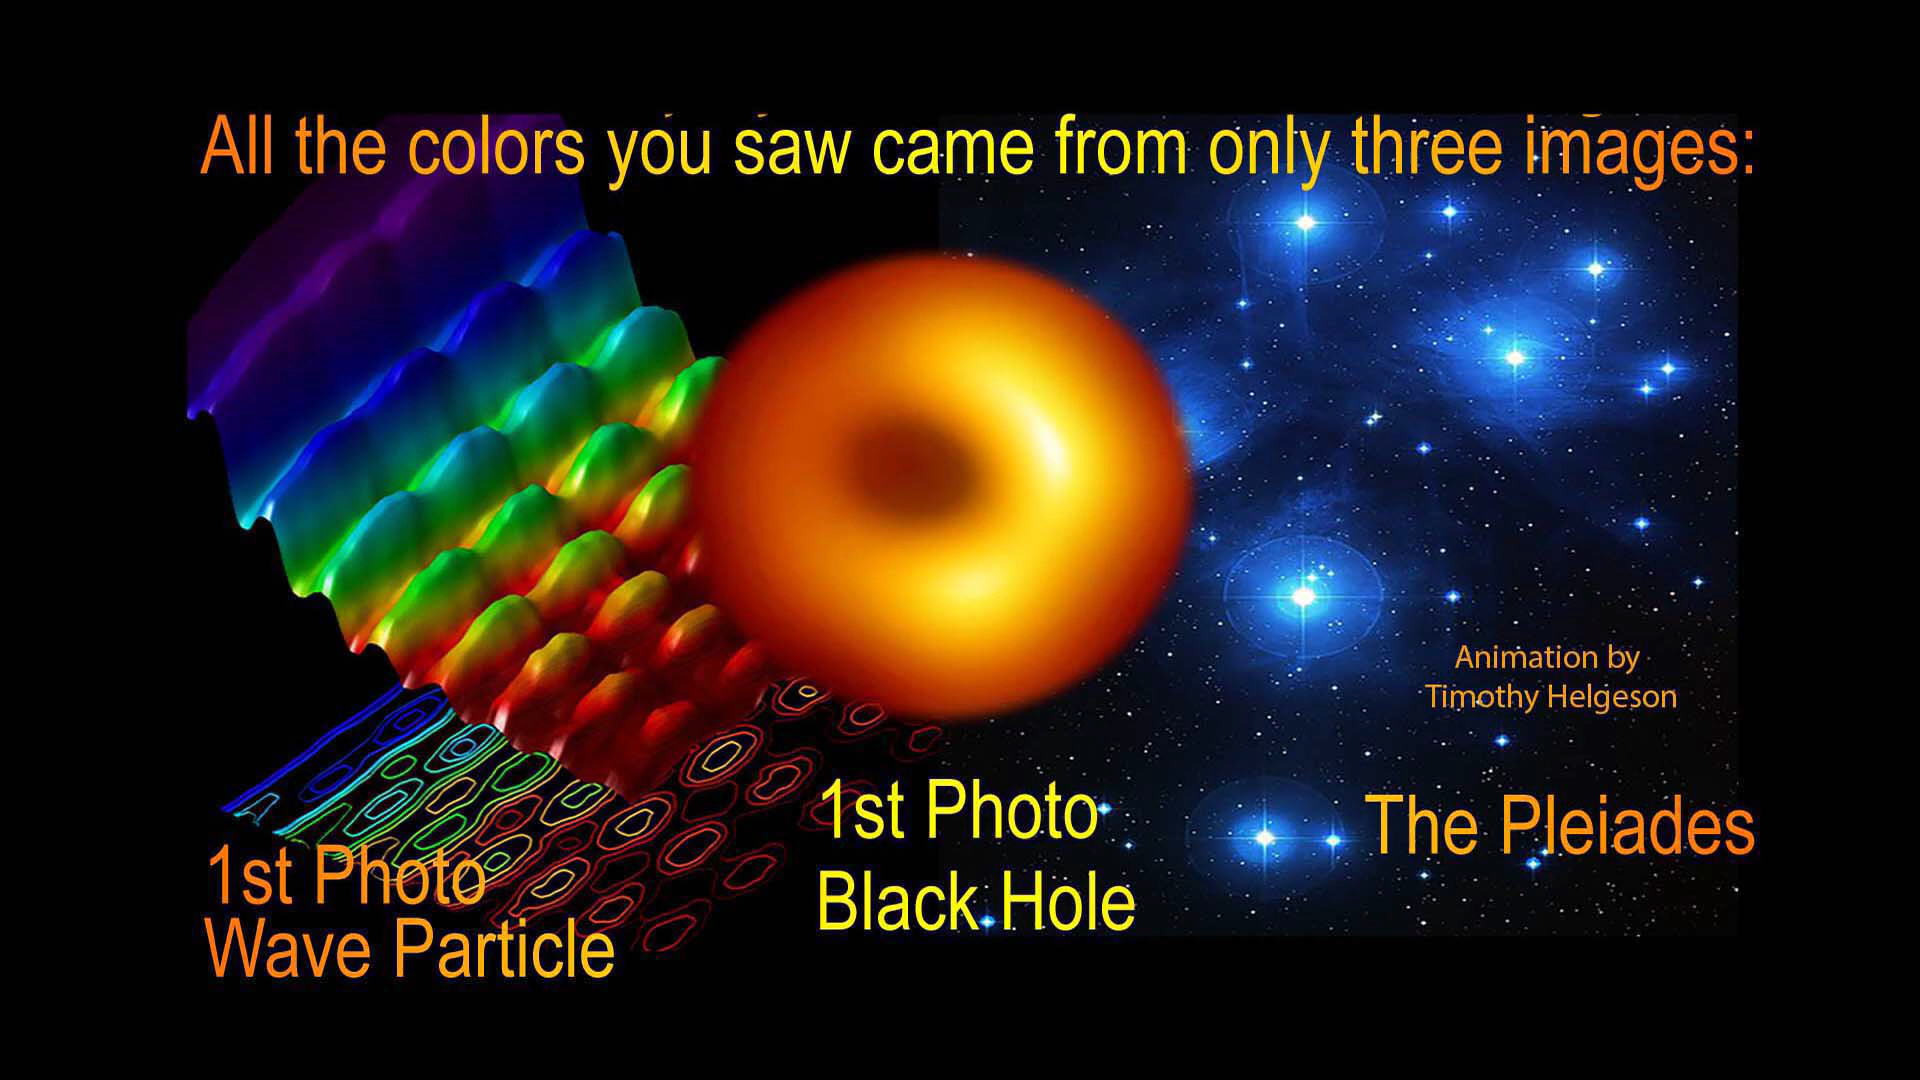 All the colors you saw came from only three images:
Animation by
Timothy Helgeson
The Pleiades
1st Photo
Black Hole
1st Photo
Wave Particle